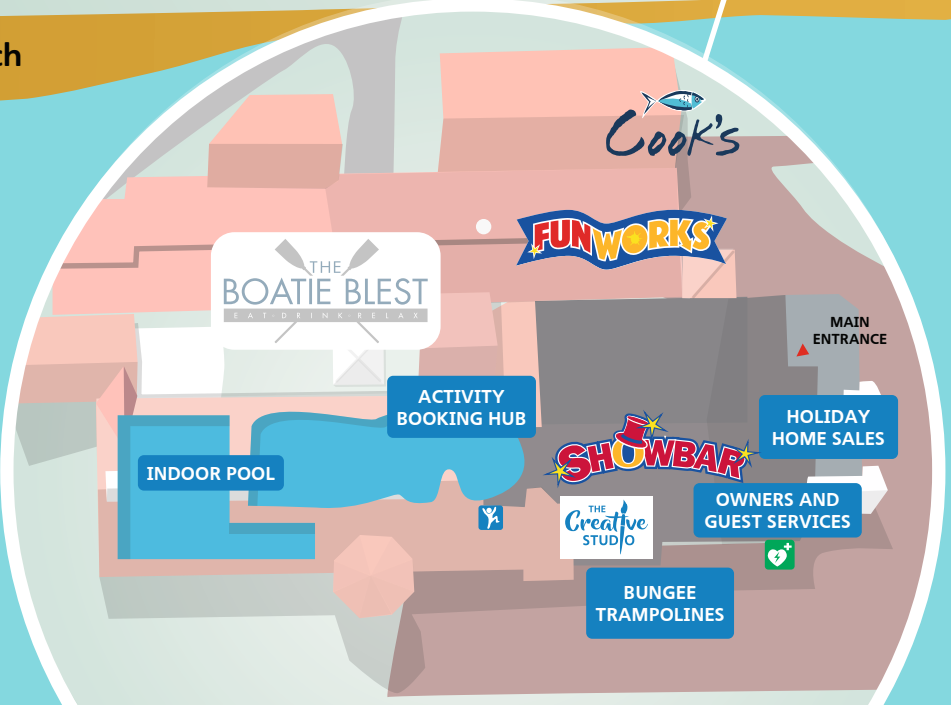 th
Cook's
FUNWORKS
THE
BOATIE BLEST
EAT·DRINK·RELAX
MAIN
ENTRANCE
ACTIVITY
BOOKING HUB
HOLIDAY
HOME SALES
SHOWBAR
INDOOR POOL
OWNERS AND
GUEST SERVICES
THE
Creative
STUDIO
BUNGEE
TRAMPOLINES